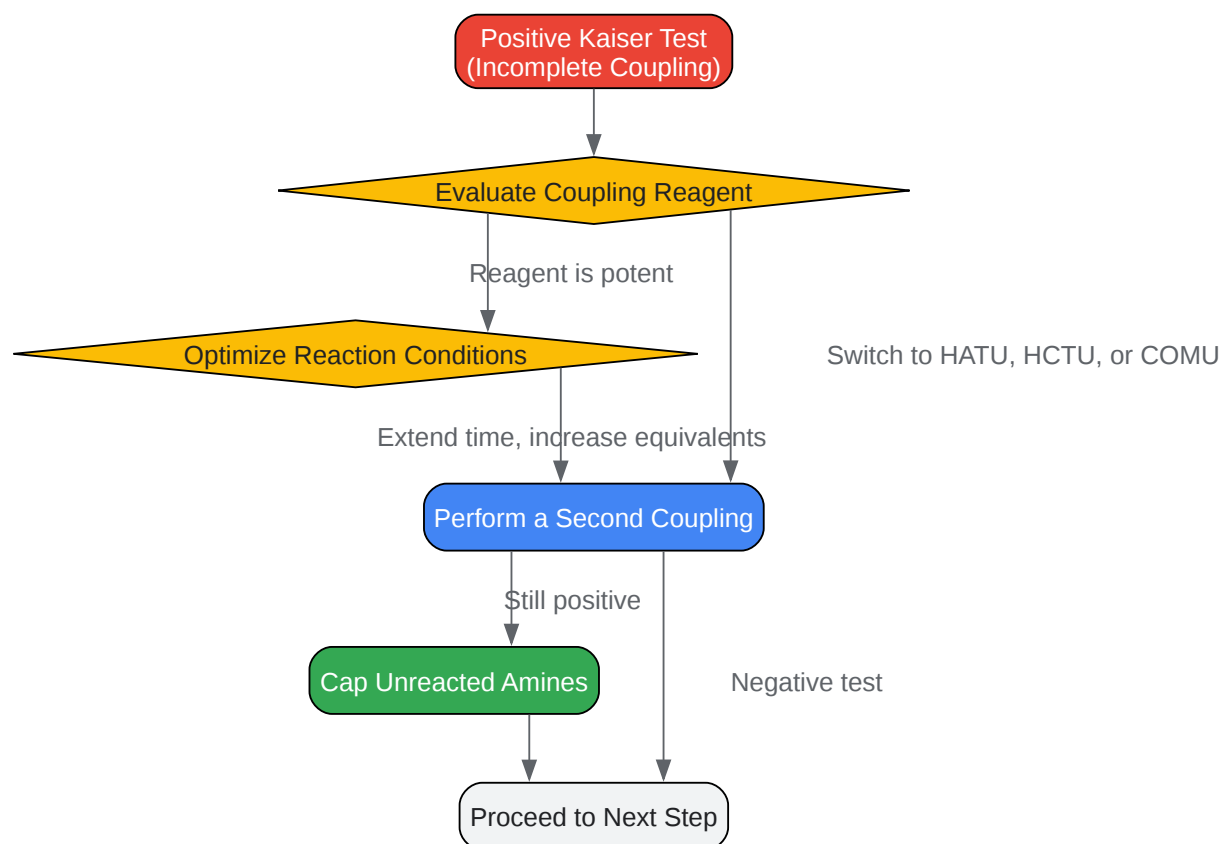 Positive Kaiser Test
(Incomplete Coupling)
Evaluate Coupling Reagent
Reagent is potent
Optimize Reaction Conditions
Switch to HATU, HCTU, or COMU
Extend time, increase equivalents
Perform a Second Coupling
Still positive
Cap Unreacted Amines
Negative test
Proceed to Next Step